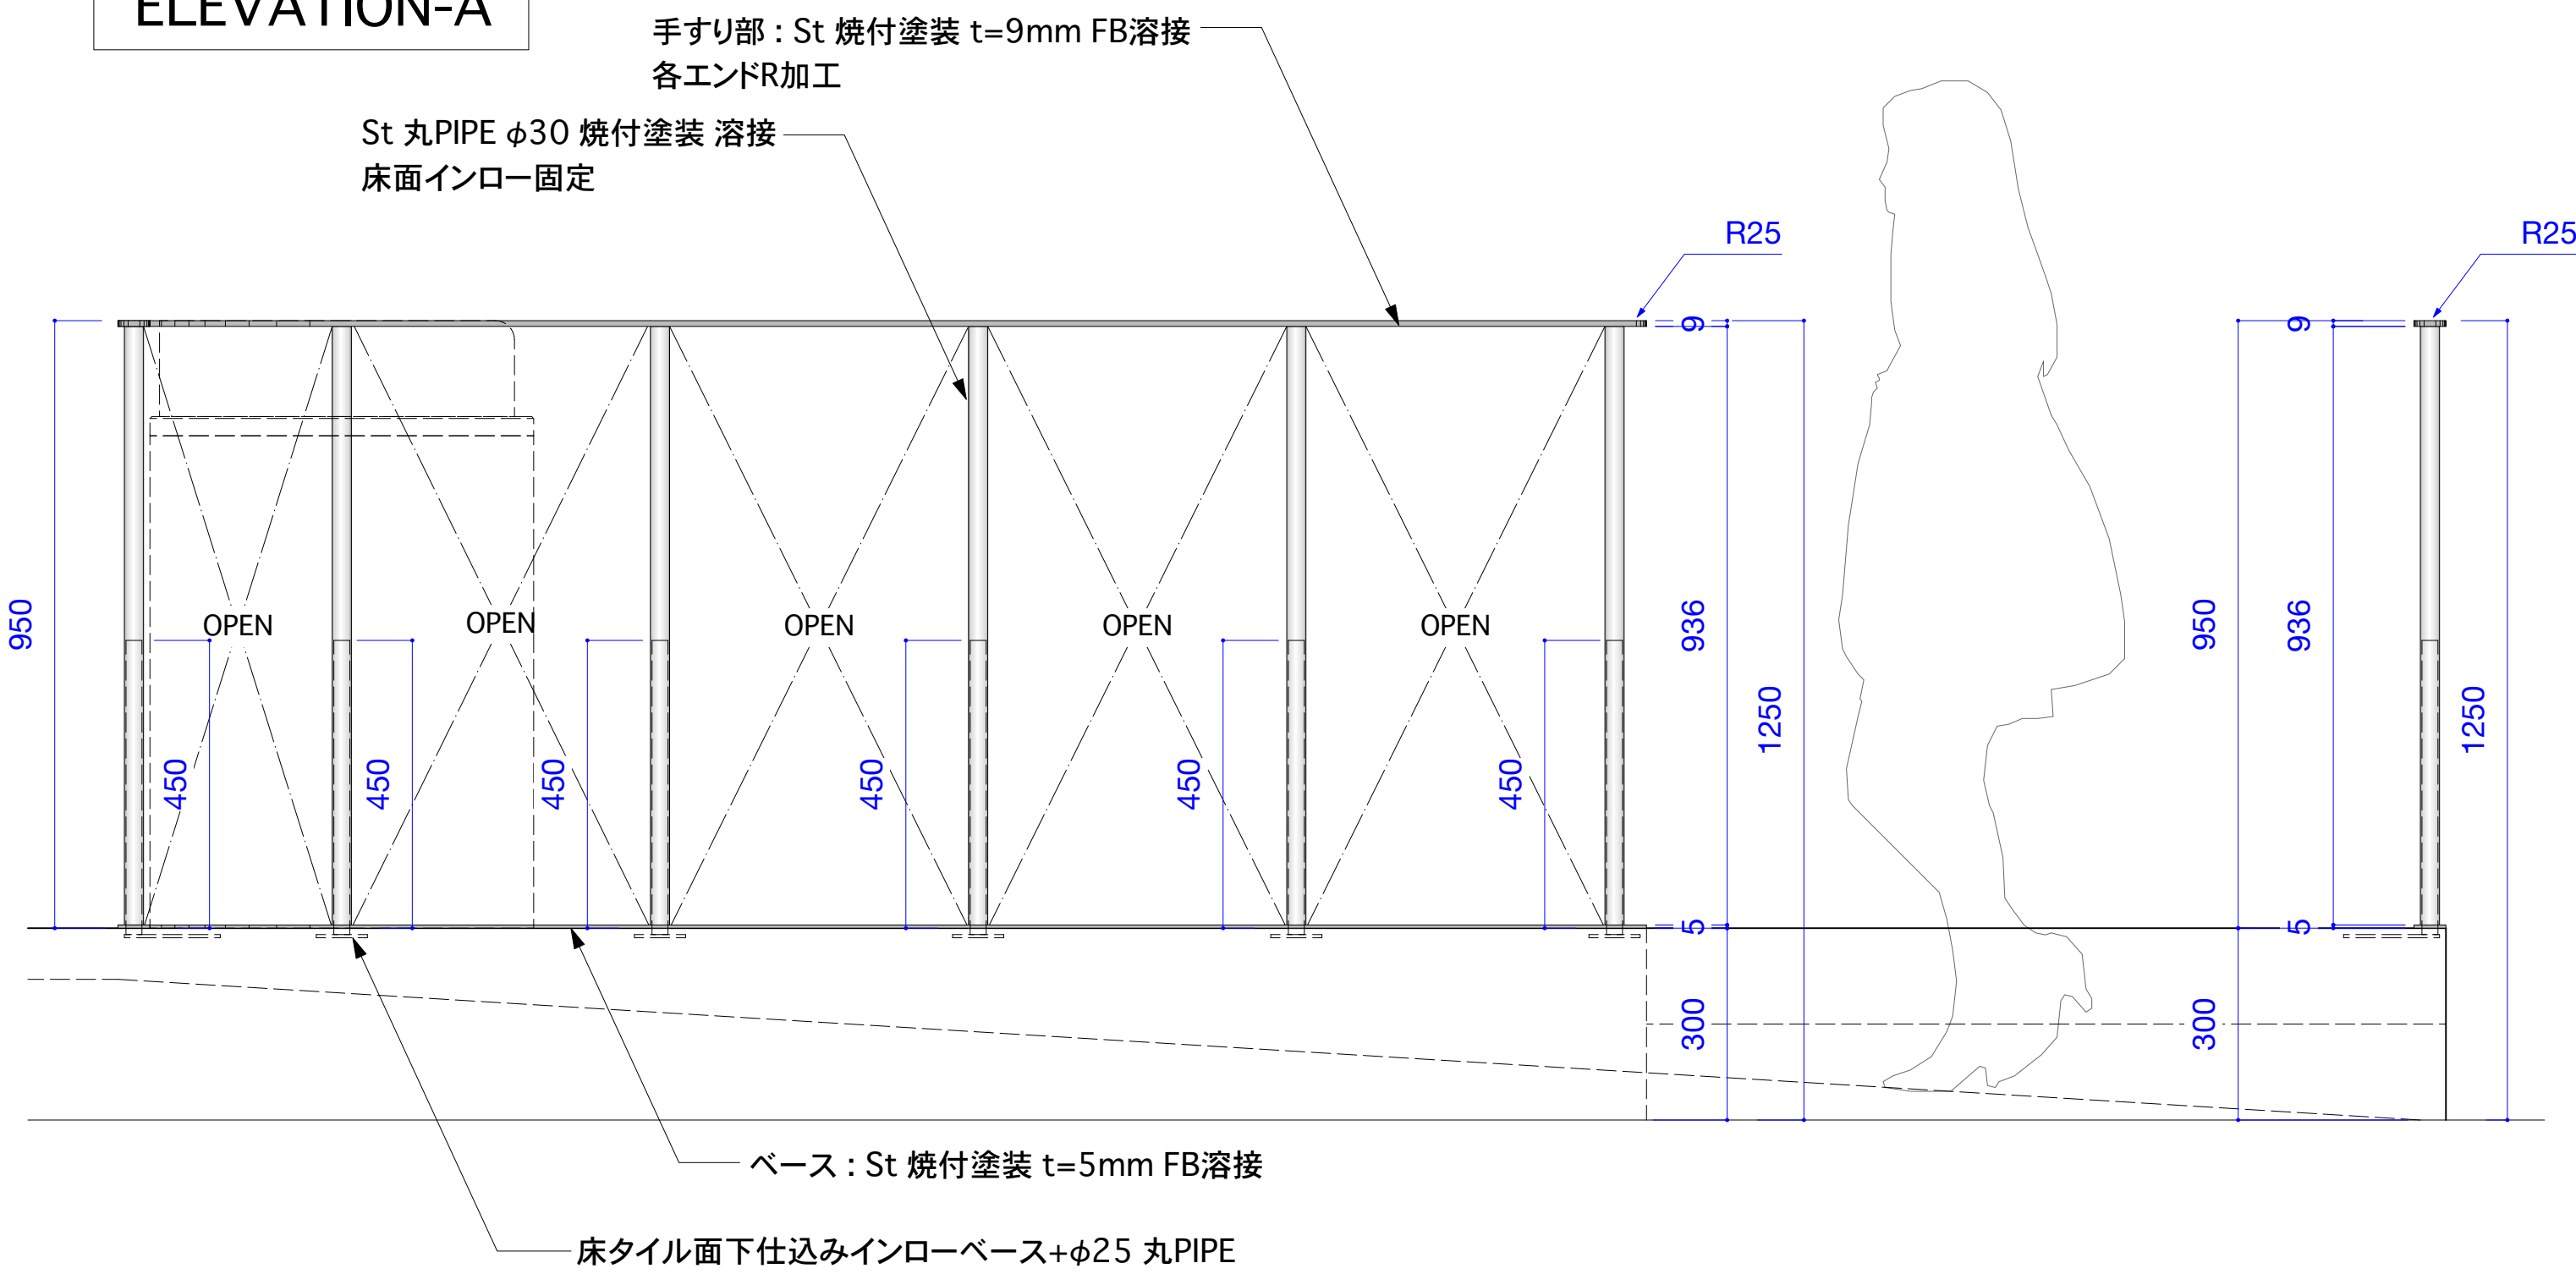 ELEVATION-A
手すり部 : St 焼付塗装 t=9mm FB溶接
各エンドR加工
St 丸PIPE φ30 焼付塗装 溶接
床面インロー固定
R25
R25
9
9
950
OPEN
OPEN
OPEN
OPEN
OPEN
936
950
936
1250
1250
450
450
450
450
450
450
5
5
300
300
ベース : St 焼付塗装 t=5mm FB溶接
床タイル面下仕込みインローベース+φ25 丸PIPE